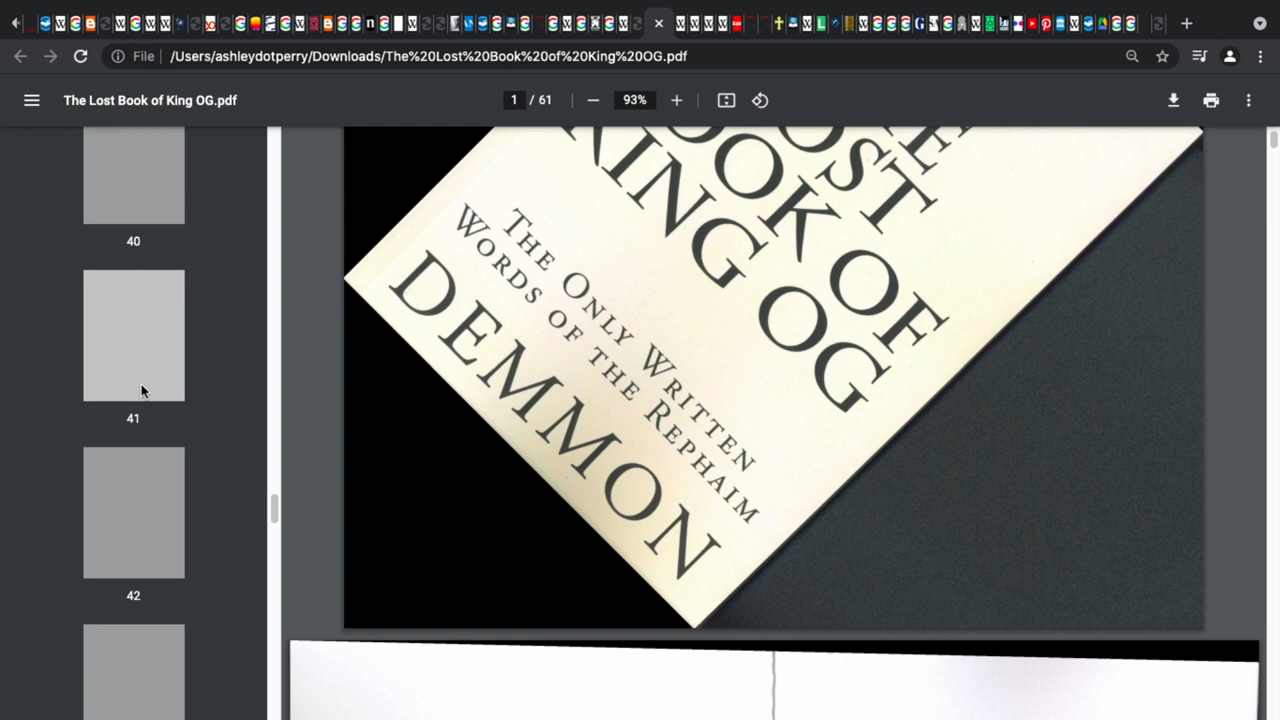 File
/Users/ashleydotperry/Downloads/The%20Lost%20Book%20of%20King%20OG.pdf
The Lost Book of King OG.pdf
1 / 61
93%
40
41
42
OST
OOK OF
KING OG
THE ONLY WRITTEN
WORDS OF THE REPHAIM
DEMMON